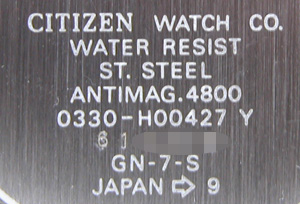 CITIZEN WATCH CO.
WATER RESIST
ST. STEEL
ANTIMAG.4800
0330-H00427 Y
GN-7-S
JAPAN ⇨ 9